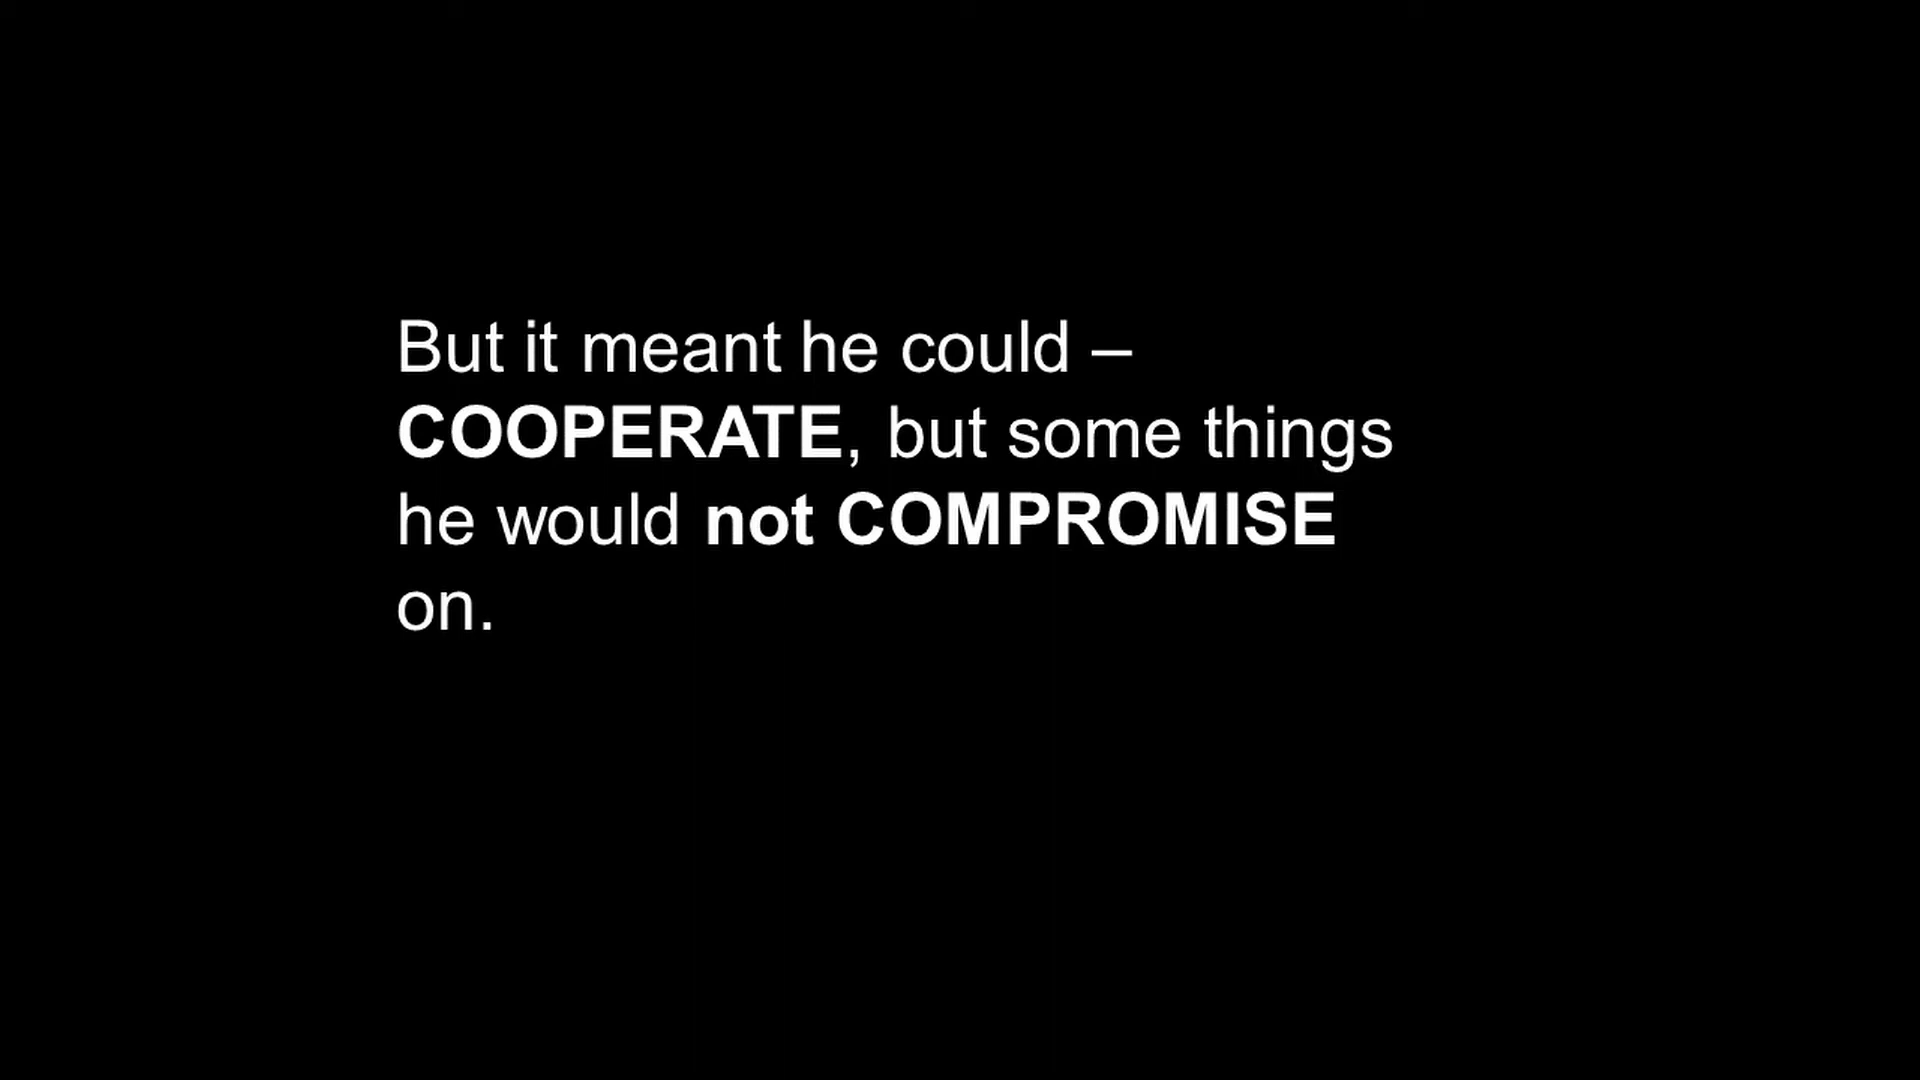 But it meant he could –
COOPERATE, but some things
he would not COMPROMISE
on.